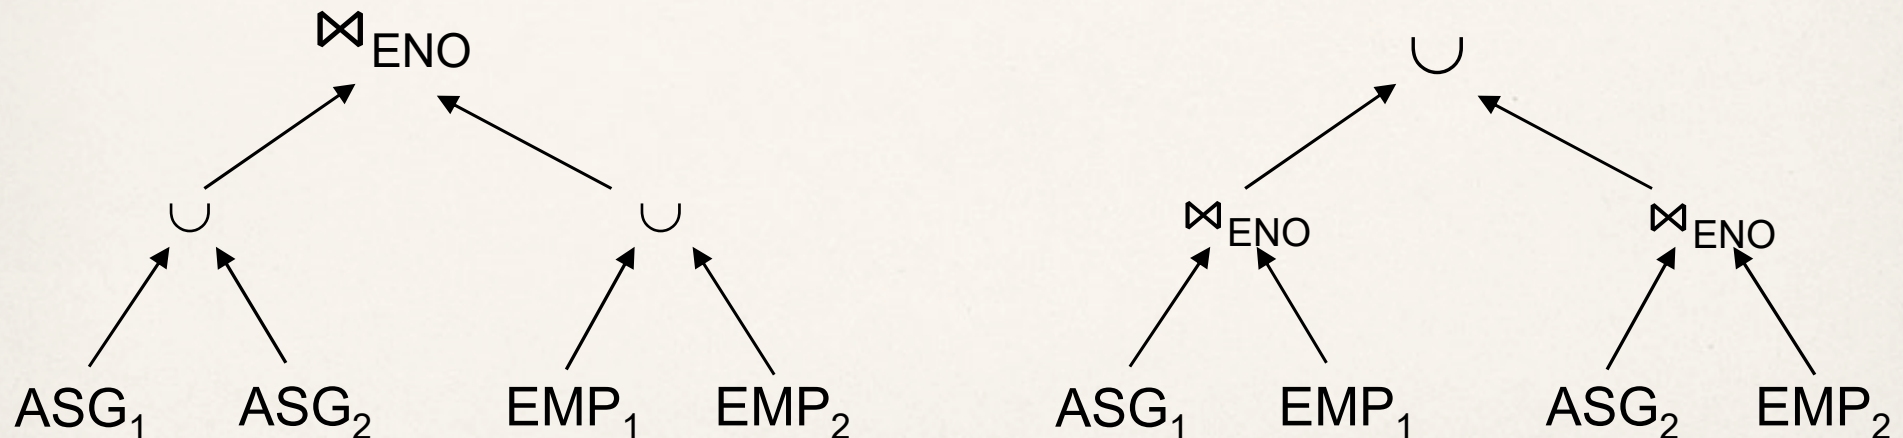 ⋈ENO ∪
∪ ∪ ⋈ENO ⋈ENO
ASG₁ ASG₂ EMP₁ EMP₂ ASG₁ EMP₁ ASG₂ EMP₂